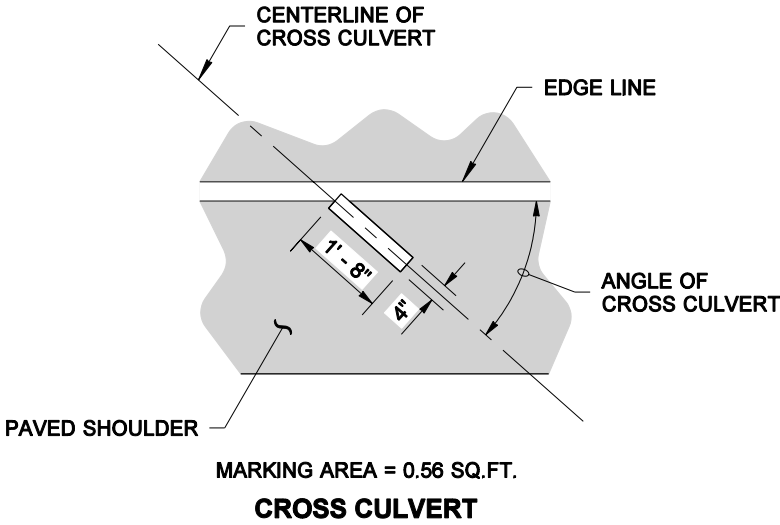 CENTERLINE OF
CROSS CULVERT
EDGE LINE
1' - 8"
4"
ANGLE OF
CROSS CULVERT
PAVED SHOULDER
MARKING AREA = 0.56 SQ.FT.
CROSS CULVERT